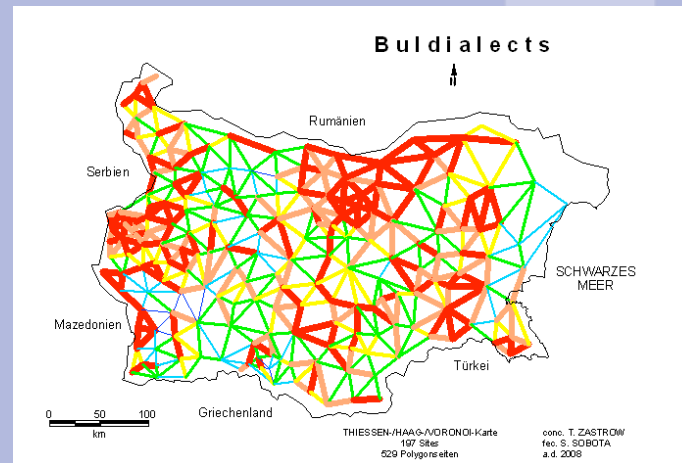 Buldialects
Rumänien
Serbien
SCHWARZES
MEER
Mazedonien
Türkei
Griechenland
0 50 100
km
THIESSEN-/HAAG-/VORONOI-Karte
197 Sites
529 Polygonseiten
conc. T. ZASTROW
fec. S. SOBOTA
a.d. 2008